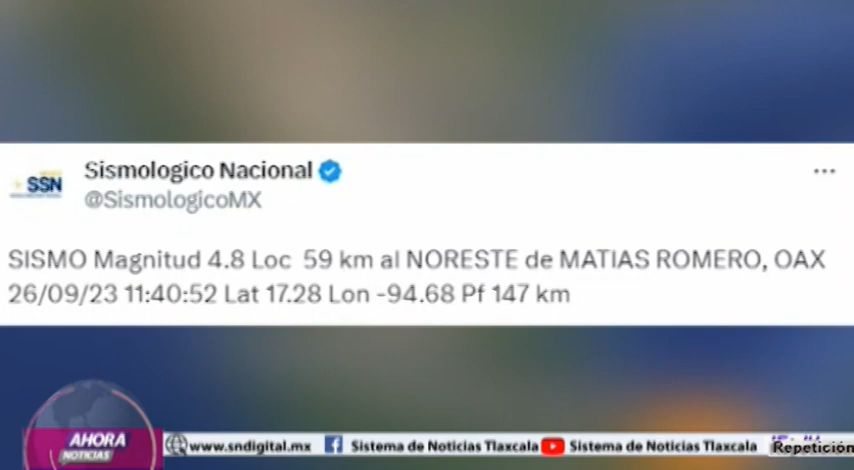 SSN
Sismologico Nacional
@SismologicoMX
SISMO Magnitud 4.8 Loc 59 km al NORESTE de MATIAS ROMERO, OAX
26/09/23 11:40:52 Lat 17.28 Lon -94.68 Pf 147 km
AHORA
NOTICIAS
www.sndigital.mx Sistema de Noticias Tlaxcala Sistema de Noticias Tlaxcala
Repetición